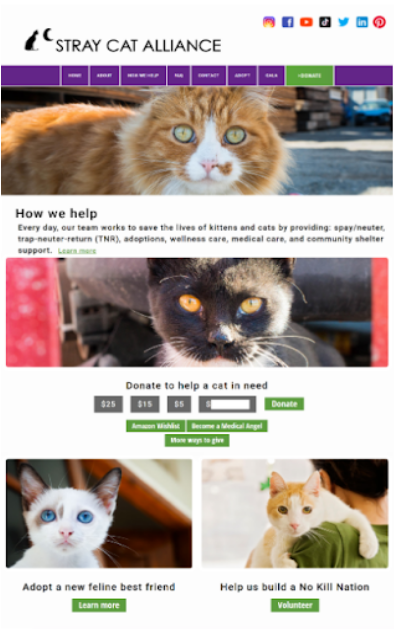 STRAY CAT ALLIANCE
HOME ABOUT HOW WE HELP FAQ CONTACT ADOPT GALA +DONATE
How we help
Every day, our team works to save the lives of kittens and cats by providing: spay/neuter,
trap-neuter-return (TNR), adoptions, wellness care, medical care, and community shelter
support. Learn more
Donate to help a cat in need
$25 $15 $5 $ Donate
Amazon Wishlist Become a Medical Angel
More ways to give
Adopt a new feline best friend Help us build a No Kill Nation
Learn more Volunteer